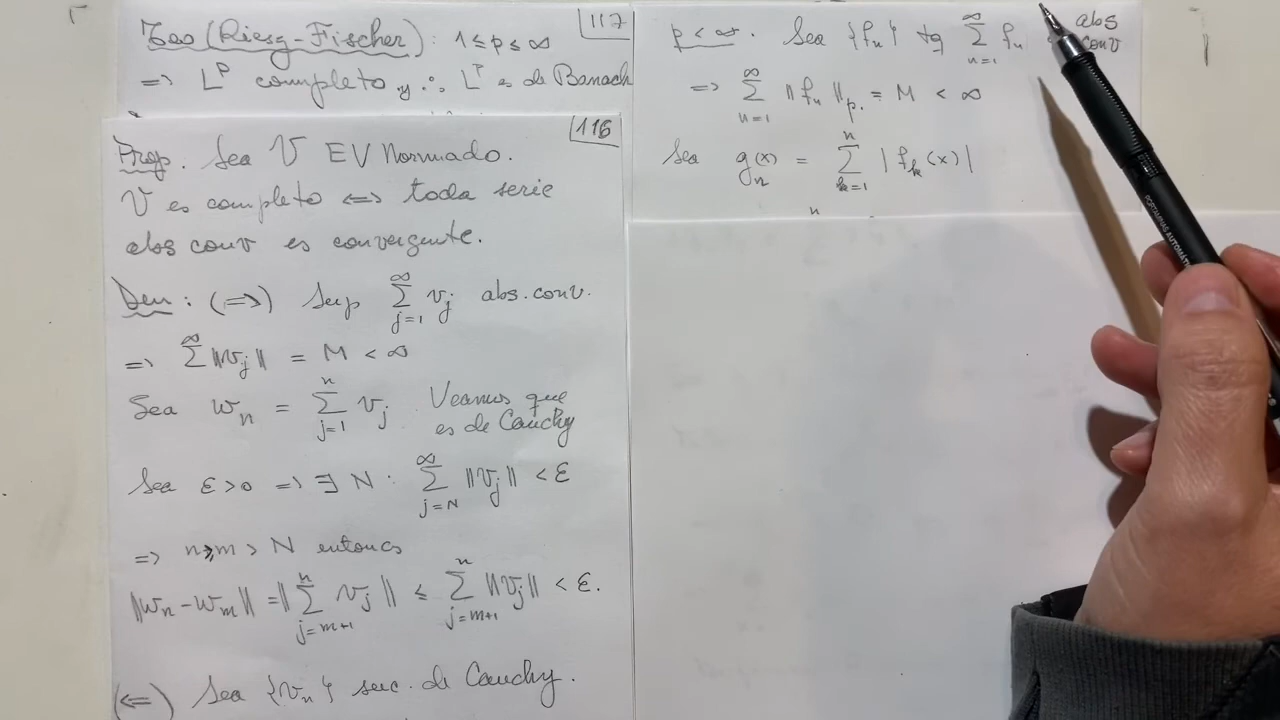 117
Teo (Riesz-Fischer): 1 ≤ p ≤ ∞
=> L^p completo y ∴ L^p es de Banach
116
Prop. Sea V EV Normado.
V es completo <=> toda serie
abs conv es convergente.
Dem: (=>) Sup ∑_{j=1}^{∞} v_j abs. conv.
=> ∑^{∞} ||v_j|| = M < ∞
Sea w_n = ∑_{j=1}^{n} v_j Veamos que
es de Cauchy
Sea ε > 0 => ∃ N : ∑_{j=N}^{∞} ||v_j|| < ε
=> n > m > N entonces
||w_n - w_m|| = ||∑_{j=m+1}^{n} v_j|| ≤ ∑_{j=m+1}^{n} ||v_j|| < ε.
(<=) Sea {v_n} suc. de Cauchy.
p < ∞. Sea {f_n} tq ∑_{n=1}^{∞} f_n abs
conv
=> ∑_{n=1}^{∞} ||f_n||_p = M < ∞
Sea g_n(x) = ∑_{k=1}^{n} |f_k(x)|
n
PORTAMINAS AUTOMÁT